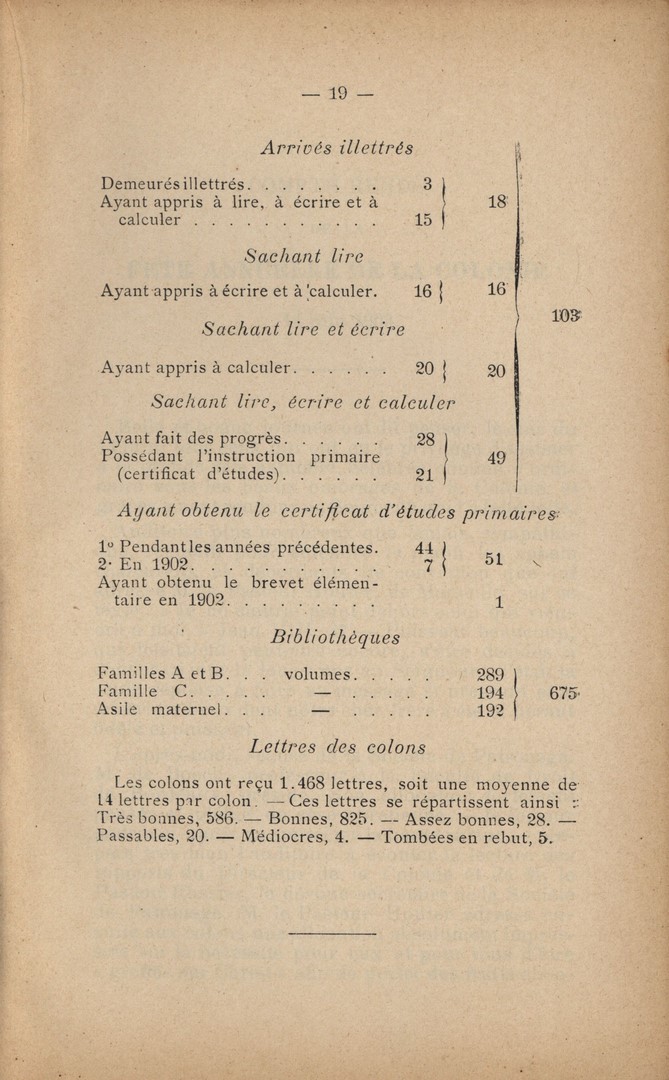 — 19 —
Arrivés illettrés
Demeurés illettrés. . . . . . . . 3
Ayant appris à lire, à écrire et à 18
calculer . . . . . . . . . . . 15
Sachant lire
Ayant appris à écrire et à calculer. 16 16
103
Sachant lire et écrire
Ayant appris à calculer. . . . . . 20 20
Sachant lire, écrire et calculer
Ayant fait des progrès. . . . . . 28
Possédant l'instruction primaire 49
(certificat d'études). . . . . . 21
Ayant obtenu le certificat d'études primaires:
1º Pendant les années précédentes. 44
2· En 1902. . . . . . . . . . . 7 51
Ayant obtenu le brevet élémen-
taire en 1902. . . . . . . . . 1
Bibliothèques
Familles A et B. . . volumes. . . . . 289
Famille C. . . . . — . . . . . 194 675
Asile maternel. . . — . . . . . 192
Lettres des colons
Les colons ont reçu 1.468 lettres, soit une moyenne de
14 lettres par colon. — Ces lettres se répartissent ainsi :
Très bonnes, 586. — Bonnes, 825. — Assez bonnes, 28. —
Passables, 20. — Médiocres, 4. — Tombées en rebut, 5.